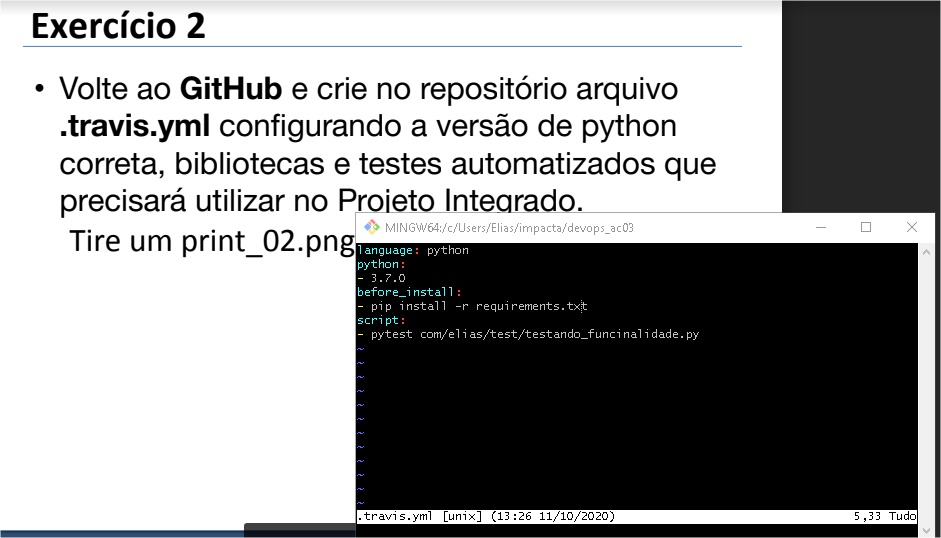 Exercício 2
• Volte ao GitHub e crie no repositório arquivo
.travis.yml configurando a versão de python
correta, bibliotecas e testes automatizados que
precisará utilizar no Projeto Integrado.
Tire um print_02.png
MINGW64:/c/Users/Elias/impacta/devops_ac03
language: python
python:
- 3.7.0
before_install:
- pip install -r requirements.txt
script:
- pytest com/elias/test/testando_funcinalidade.py
~
~
~
~
~
~
~
~
~
~
~
~
.travis.yml [unix] (13:26 11/10/2020) 5,33 Tudo